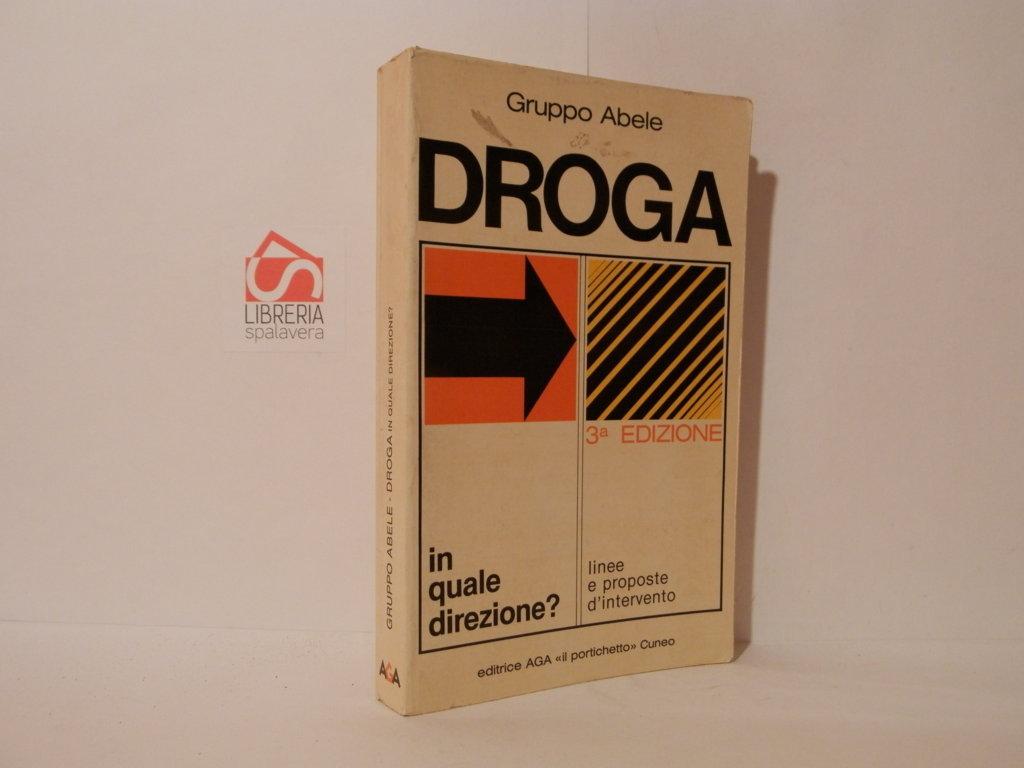 Gruppo Abele
DROGA
3ª EDIZIONE
in
quale
direzione?
linee
e proposte
d'intervento
editrice AGA «il portichetto» Cuneo
GRUPPO ABELE - DROGA IN QUALE DIREZIONE?
AGA
LIBRERIA
spalavera